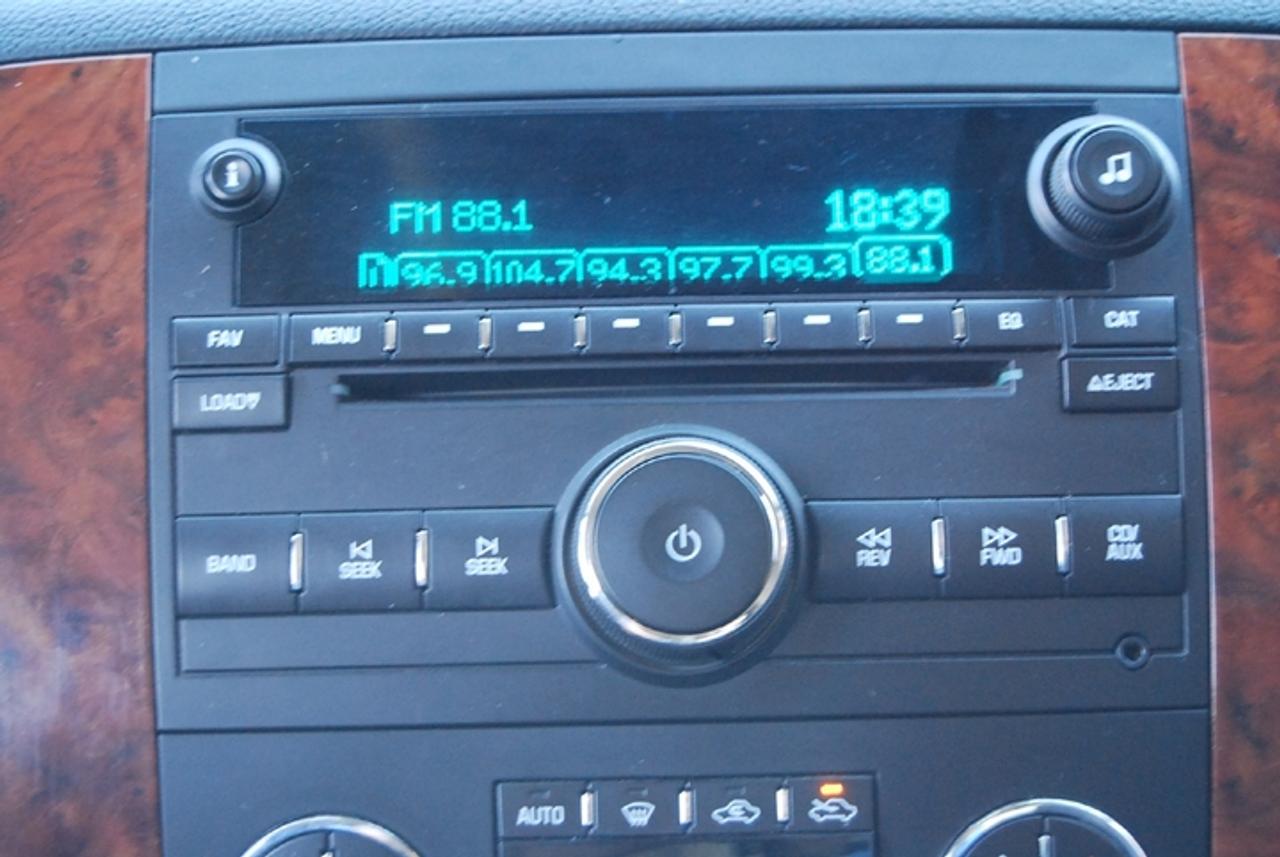 i
FM 88.1 18:39
1 96.9 104.7 94.3 97.7 99.3 88.1
FAV MENU EQ CAT
LOAD EJECT
BAND SEEK SEEK REV FWD CD/
AUX
AUTO